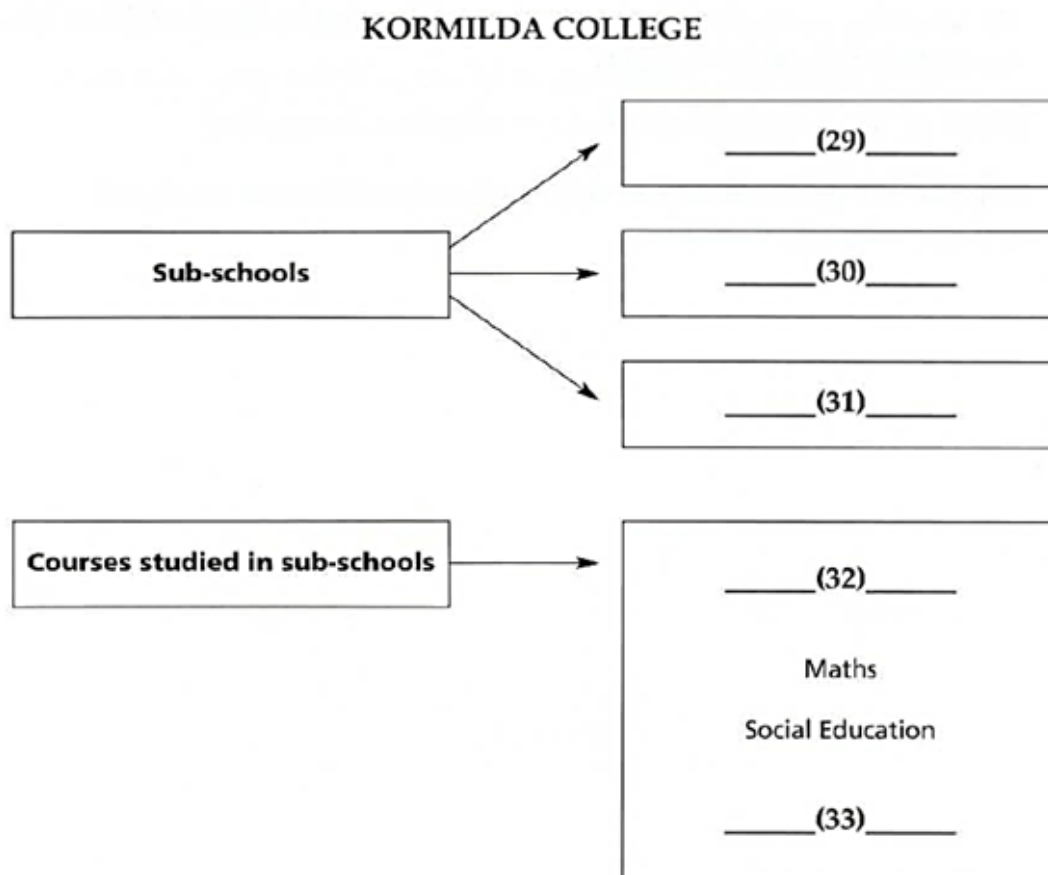 KORMILDA COLLEGE
______(29)______
Sub-schools
______(30)______
______(31)______
Courses studied in sub-schools
______(32)______
Maths
Social Education
______(33)______